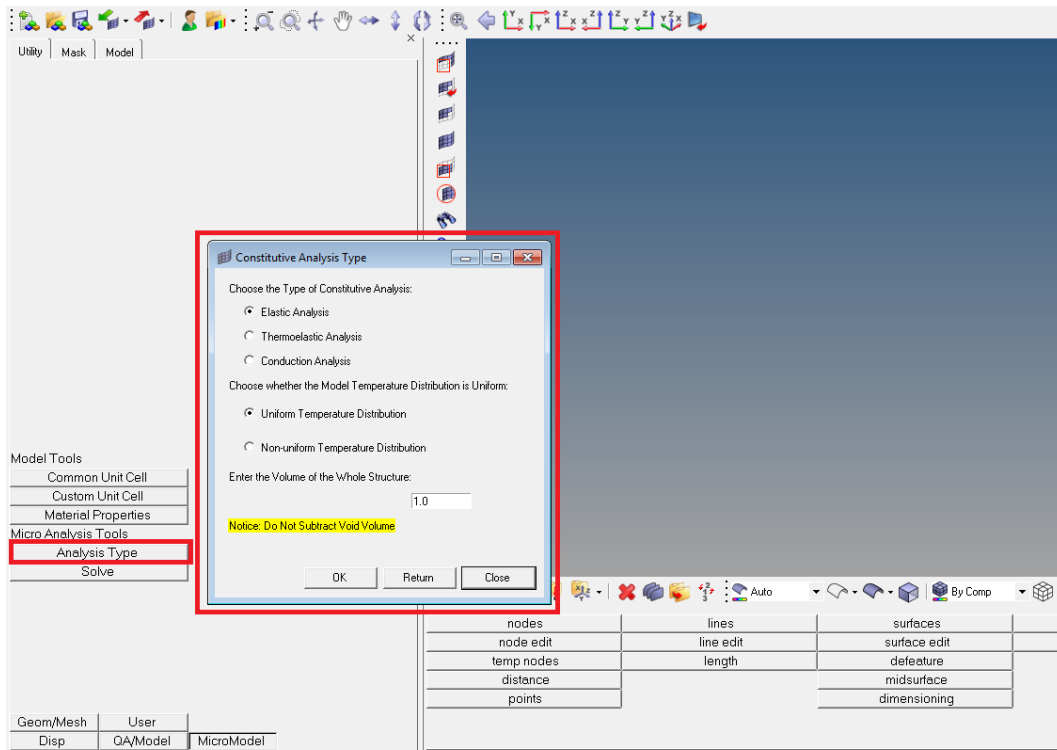 Utility Mask Model
Constitutive Analysis Type
Choose the Type of Constitutive Analysis:
Elastic Analysis
Thermoelastic Analysis
Conduction Analysis
Choose whether the Model Temperature Distribution is Uniform:
Uniform Temperature Distribution
Non-uniform Temperature Distribution
Enter the Volume of the Whole Structure:
1.0
Notice: Do Not Subtract Void Volume
OK Return Close
Model Tools
Common Unit Cell
Custom Unit Cell
Material Properties
Micro Analysis Tools
Analysis Type
Solve
Auto By Comp
nodes lines surfaces
node edit line edit surface edit
temp nodes length defeature
distance midsurface
points dimensioning
Geom/Mesh User
Disp QA/Model MicroModel